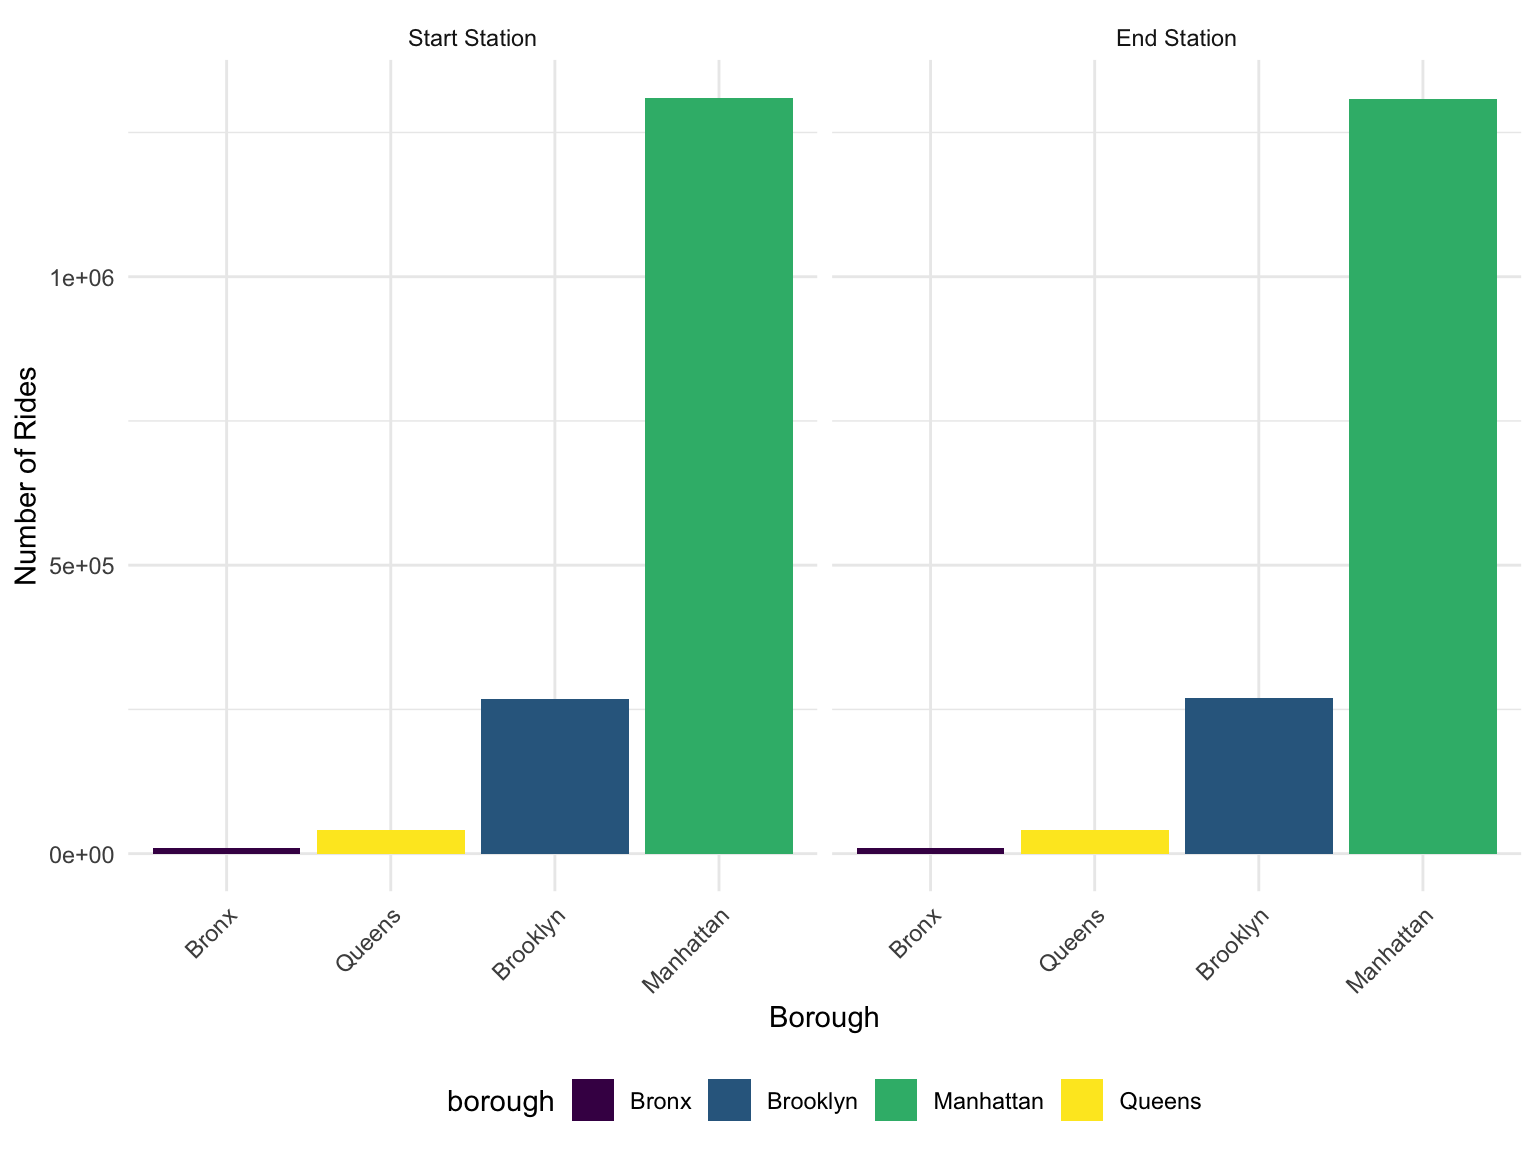 Start Station
End Station
Number of Rides
1e+06
5e+05
0e+00
Bronx
Queens
Brooklyn
Manhattan
Bronx
Queens
Brooklyn
Manhattan
Borough
borough Bronx Brooklyn Manhattan Queens